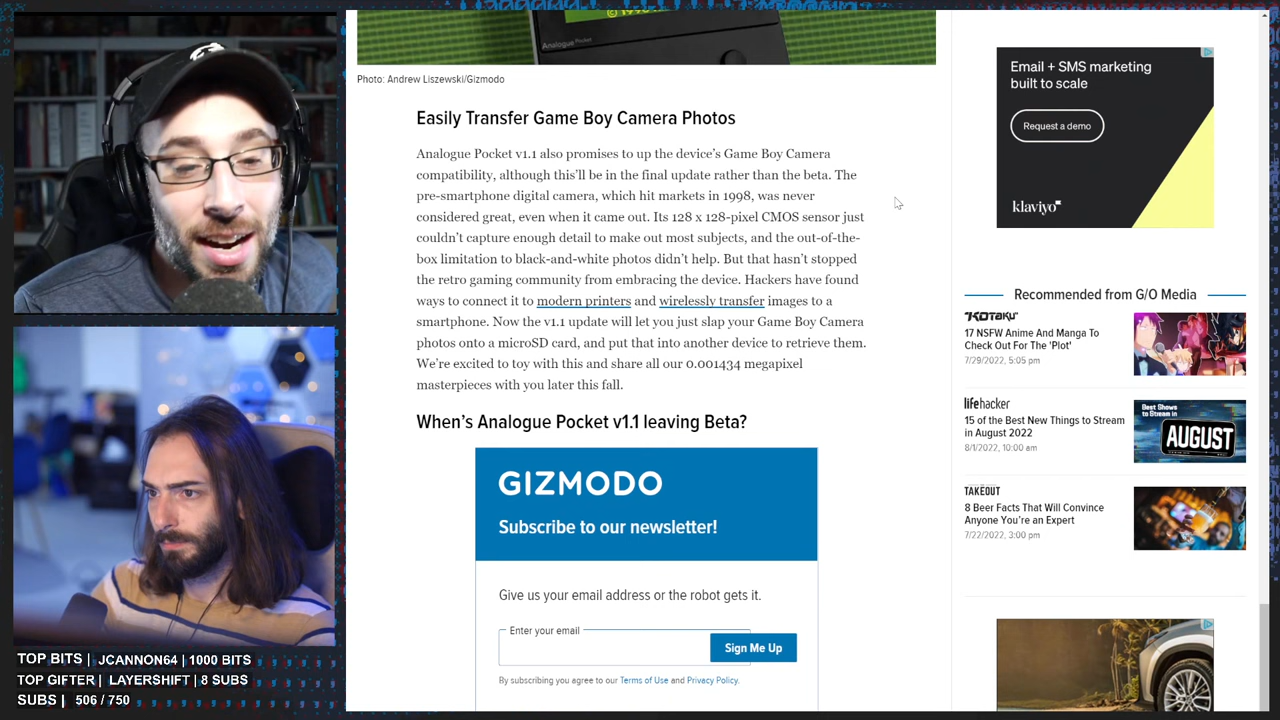 Analogue Pocket
Photo: Andrew Liszewski/Gizmodo
Easily Transfer Game Boy Camera Photos
Analogue Pocket v1.1 also promises to up the device's Game Boy Camera
compatibility, although this'll be in the final update rather than the beta. The
pre-smartphone digital camera, which hit markets in 1998, was never
considered great, even when it came out. Its 128 x 128-pixel CMOS sensor just
couldn't capture enough detail to make out most subjects, and the out-of-the-
box limitation to black-and-white photos didn't help. But that hasn't stopped
the retro gaming community from embracing the device. Hackers have found
ways to connect it to modern printers and wirelessly transfer images to a
smartphone. Now the v1.1 update will let you just slap your Game Boy Camera
photos onto a microSD card, and put that into another device to retrieve them.
We're excited to toy with this and share all our 0.001434 megapixel
masterpieces with you later this fall.
When's Analogue Pocket v1.1 leaving Beta?
GIZMODO
Subscribe to our newsletter!
Give us your email address or the robot gets it.
Enter your email
Sign Me Up
By subscribing you agree to our Terms of Use and Privacy Policy.
Email + SMS marketing
built to scale
Request a demo
klaviyo
Recommended from G/O Media
KOTAKU
17 NSFW Anime And Manga To
Check Out For The 'Plot'
7/29/2022, 5:05 pm
lifehacker
15 of the Best New Things to Stream
in August 2022
8/1/2022, 10:00 am
Best Shows
to Stream in
AUGUST
THE TAKEOUT
8 Beer Facts That Will Convince
Anyone You're an Expert
7/22/2022, 3:00 pm
TOP BITS | JCANNON64 | 1000 BITS
TOP GIFTER | LAYERSHIFT | 8 SUBS
SUBS | 506 / 750